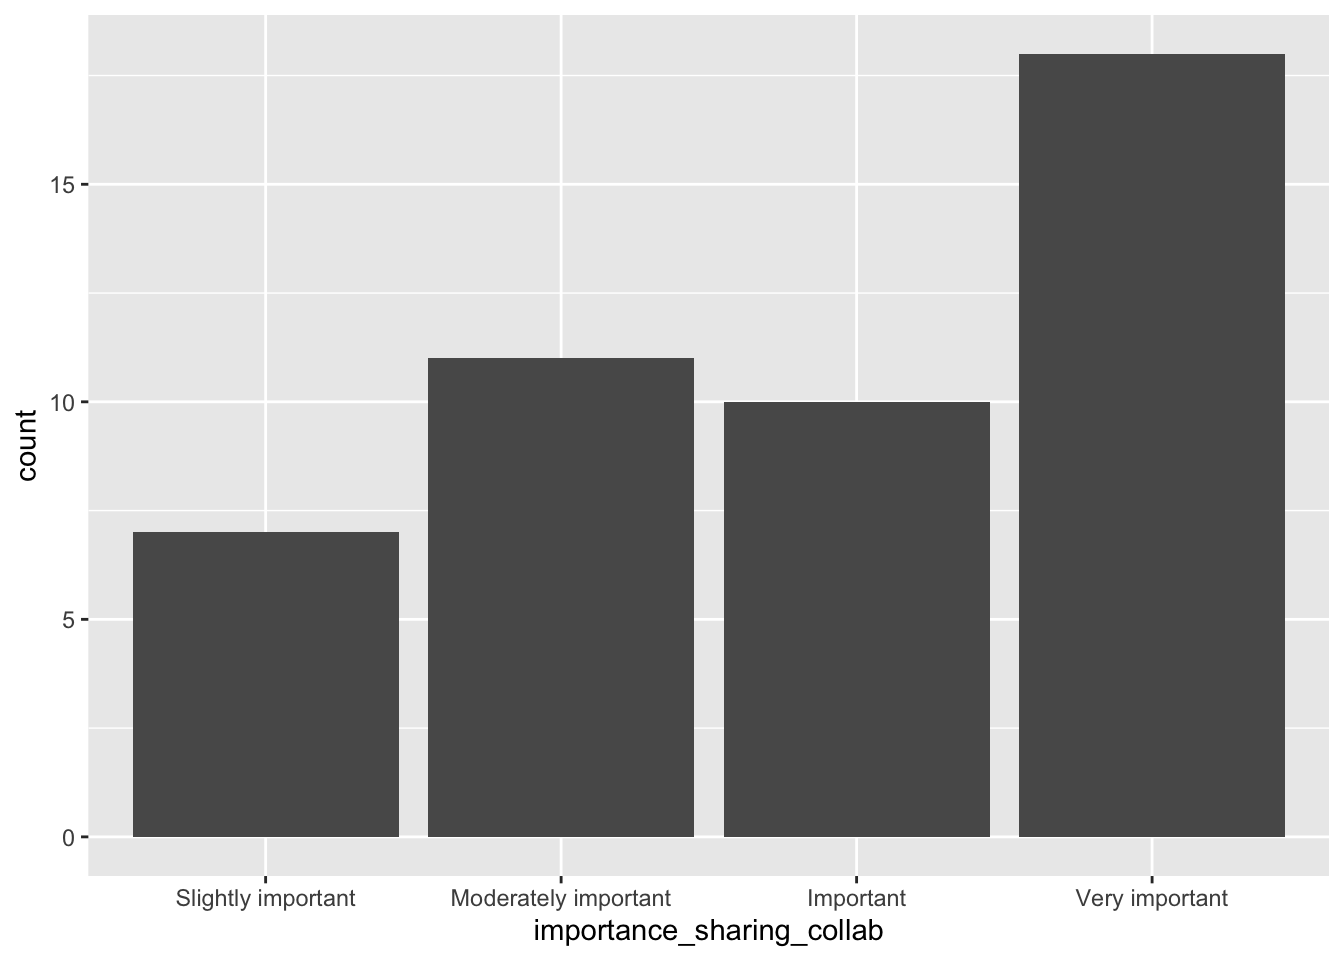 count
15
10
5
0
Slightly important
Moderately important
Important
Very important
importance_sharing_collab